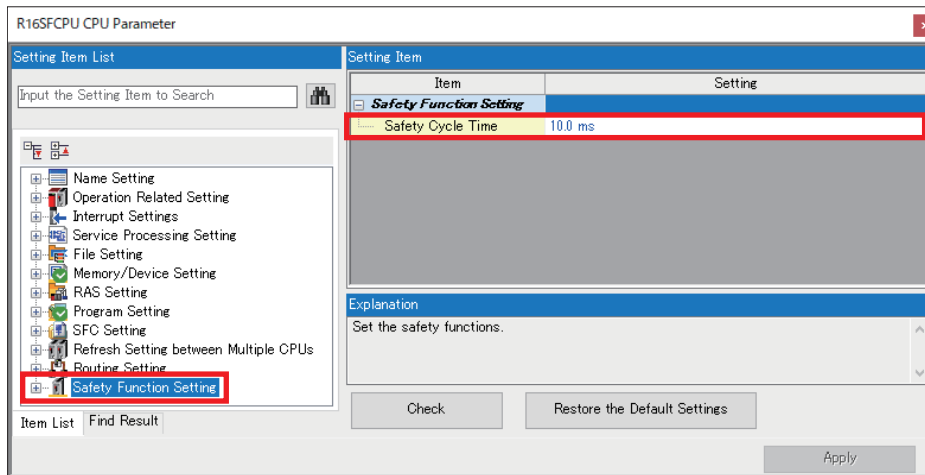 R16SFCPU CPU Parameter
Setting Item List
Input the Setting Item to Search
Name Setting
Operation Related Setting
Interrupt Settings
Service Processing Setting
File Setting
Memory/Device Setting
RAS Setting
Program Setting
SFC Setting
Refresh Setting between Multiple CPUs
Routing Setting
Safety Function Setting
Item List Find Result
Setting Item
Item Setting
Safety Function Setting
Safety Cycle Time 10.0 ms
Explanation
Set the safety functions.
Check Restore the Default Settings
Apply